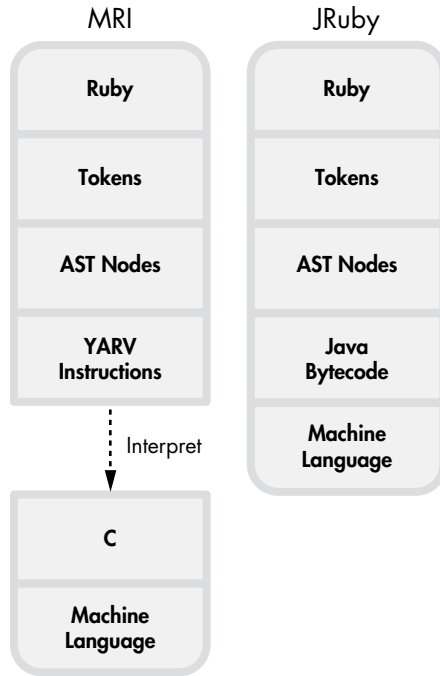 MRI
Ruby
Tokens
AST Nodes
YARV
Instructions
Interpret
C
Machine
Language
JRuby
Ruby
Tokens
AST Nodes
Java
Bytecode
Machine
Language